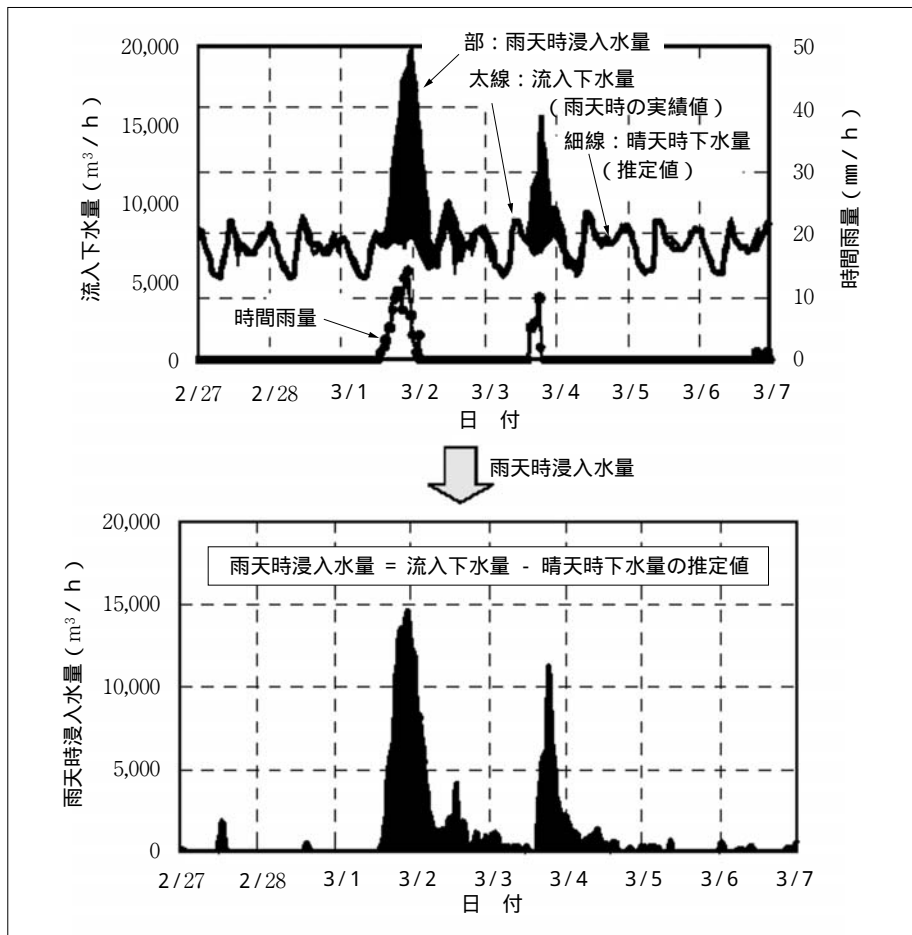 20,000
15,000
10,000
5,000
0
流入下水量（m³／h）
50
40
30
20
10
0
時間雨量（㎜／h）
部：雨天時浸入水量
太線：流入下水量
（雨天時の実績値）
細線：晴天時下水量
（推定値）
時間雨量
2/27 2/28 3/1 3/2 3/3 3/4 3/5 3/6 3/7
日 付
雨天時浸入水量
20,000
15,000
10,000
5,000
0
雨天時浸入水量（m³／h）
雨天時浸入水量 = 流入下水量 - 晴天時下水量の推定値
2/27 2/28 3/1 3/2 3/3 3/4 3/5 3/6 3/7
日 付